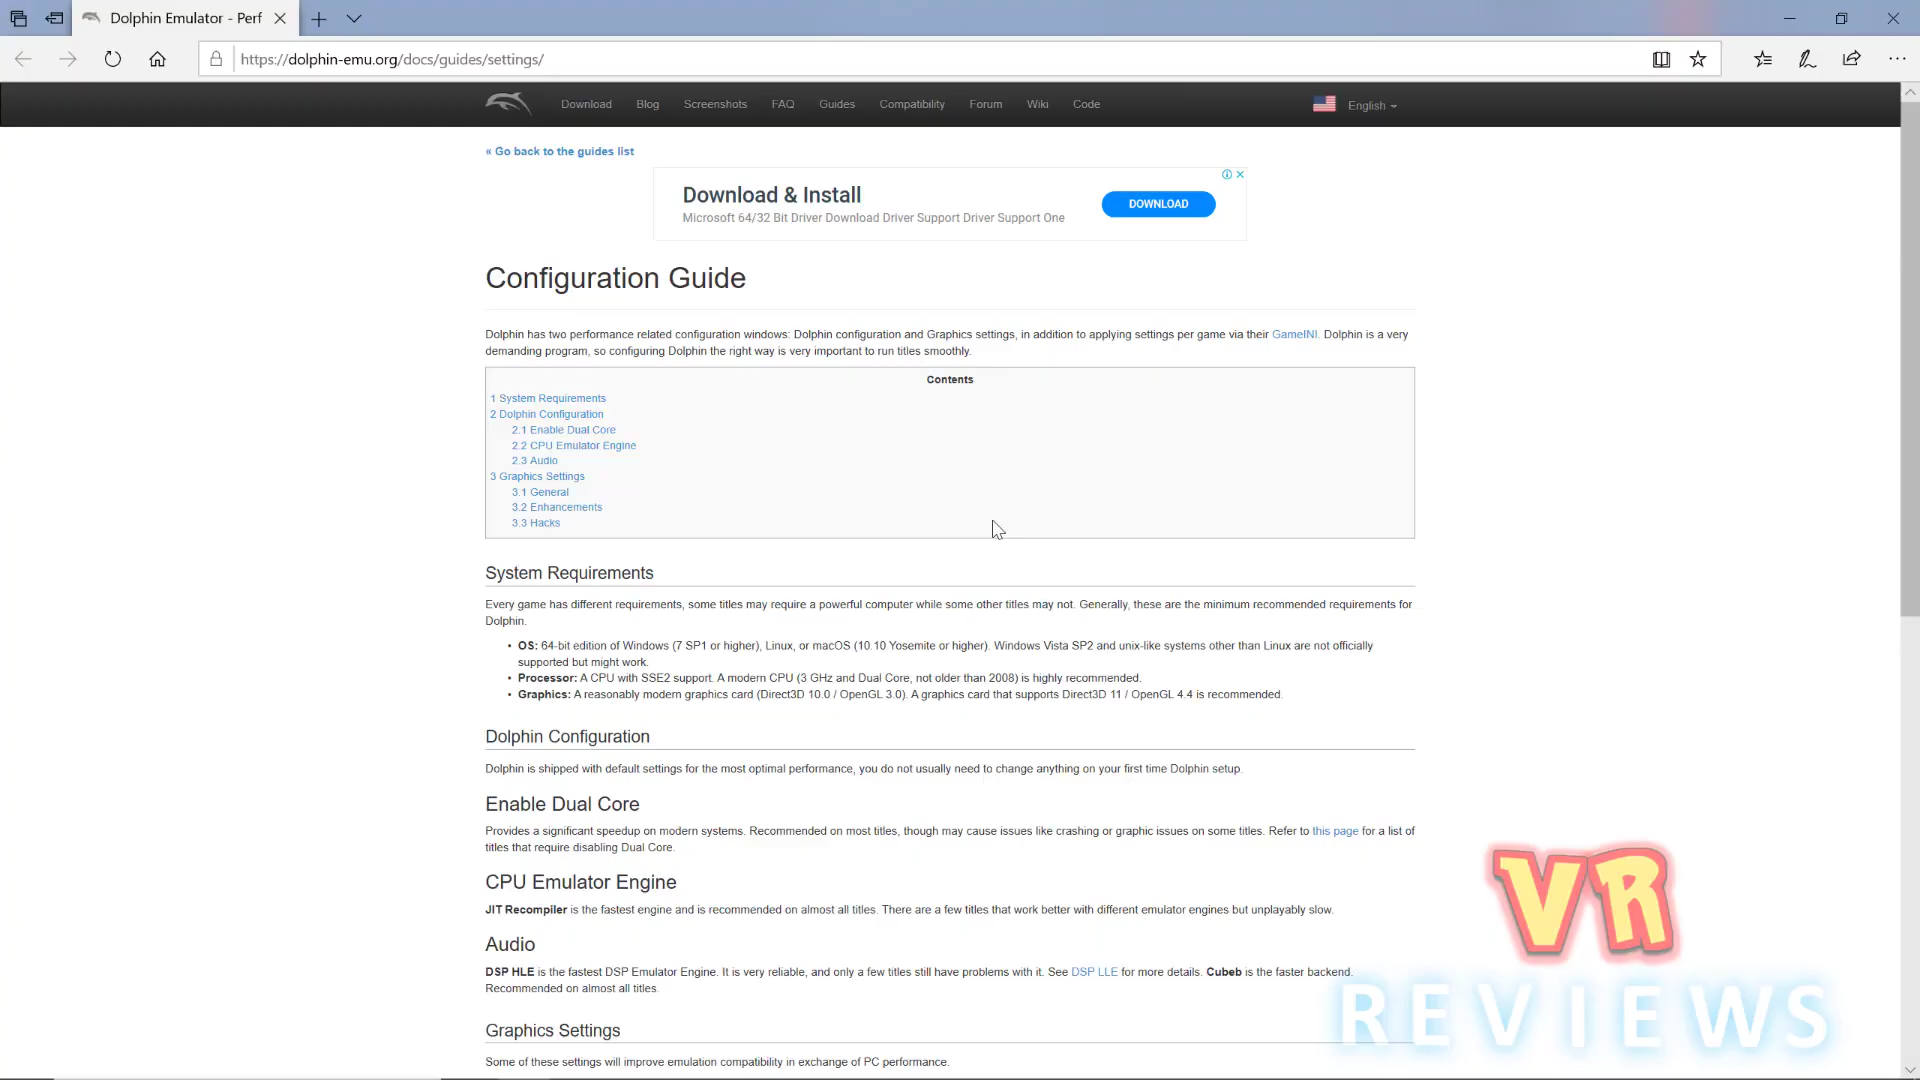 Dolphin Emulator - Perf
https://dolphin-emu.org/docs/guides/settings/
Download Blog Screenshots FAQ Guides Compatibility Forum Wiki Code English
« Go back to the guides list
Download & Install
Microsoft 64/32 Bit Driver Download Driver Support Driver Support One
DOWNLOAD
Configuration Guide
Dolphin has two performance related configuration windows: Dolphin configuration and Graphics settings, in addition to applying settings per game via their GameINI. Dolphin is a very
demanding program, so configuring Dolphin the right way is very important to run titles smoothly.
Contents
1 System Requirements
2 Dolphin Configuration
2.1 Enable Dual Core
2.2 CPU Emulator Engine
2.3 Audio
3 Graphics Settings
3.1 General
3.2 Enhancements
3.3 Hacks
System Requirements
Every game has different requirements, some titles may require a powerful computer while some other titles may not. Generally, these are the minimum recommended requirements for
Dolphin.
• OS: 64-bit edition of Windows (7 SP1 or higher), Linux, or macOS (10.10 Yosemite or higher). Windows Vista SP2 and unix-like systems other than Linux are not officially
supported but might work.
• Processor: A CPU with SSE2 support. A modern CPU (3 GHz and Dual Core, not older than 2008) is highly recommended.
• Graphics: A reasonably modern graphics card (Direct3D 10.0 / OpenGL 3.0). A graphics card that supports Direct3D 11 / OpenGL 4.4 is recommended.
Dolphin Configuration
Dolphin is shipped with default settings for the most optimal performance, you do not usually need to change anything on your first time Dolphin setup.
Enable Dual Core
Provides a significant speedup on modern systems. Recommended on most titles, though may cause issues like crashing or graphic issues on some titles. Refer to this page for a list of
titles that require disabling Dual Core.
CPU Emulator Engine
JIT Recompiler is the fastest engine and is recommended on almost all titles. There are a few titles that work better with different emulator engines but unplayably slow.
Audio
DSP HLE is the fastest DSP Emulator Engine. It is very reliable, and only a few titles still have problems with it. See DSP LLE for more details. Cubeb is the faster backend.
Recommended on almost all titles.
Graphics Settings
Some of these settings will improve emulation compatibility in exchange of PC performance.
VR
REVIEWS